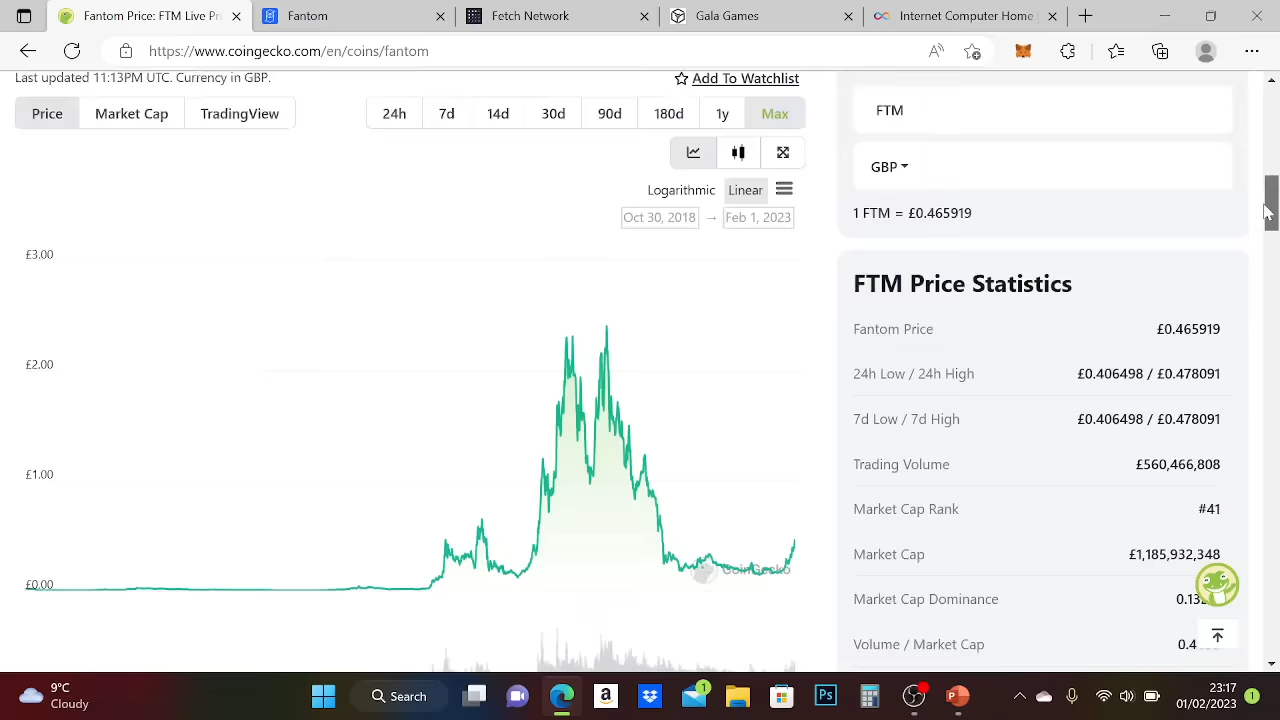 FTM Price: FTM Live Pri
Fantom
Fetch Network
Gala Games
Internet Computer
https://www.coingecko.com/en/coins/fantom
Last updated 11:13PM UTC. Currency in GBP.
Add To Watchlist
Price
Market Cap
TradingView
24h
7d
14d
30d
90d
180d
1y
Max
Logarithmic
Linear
Oct 30, 2018 → Feb 1, 2023
£3.00
£2.00
£1.00
£0.00
CoinGecko
FTM
GBP
1 FTM = £0.465919
FTM Price Statistics
Fantom Price £0.465919
24h Low / 24h High £0.406498 / £0.478091
7d Low / 7d High £0.406498 / £0.478091
Trading Volume £560,466,808
Market Cap Rank #41
Market Cap £1,185,932,348
Market Cap Dominance
Volume / Market Cap
9°C
Cloudy
Search
a
1
Ps
23:17
01/02/2023
1